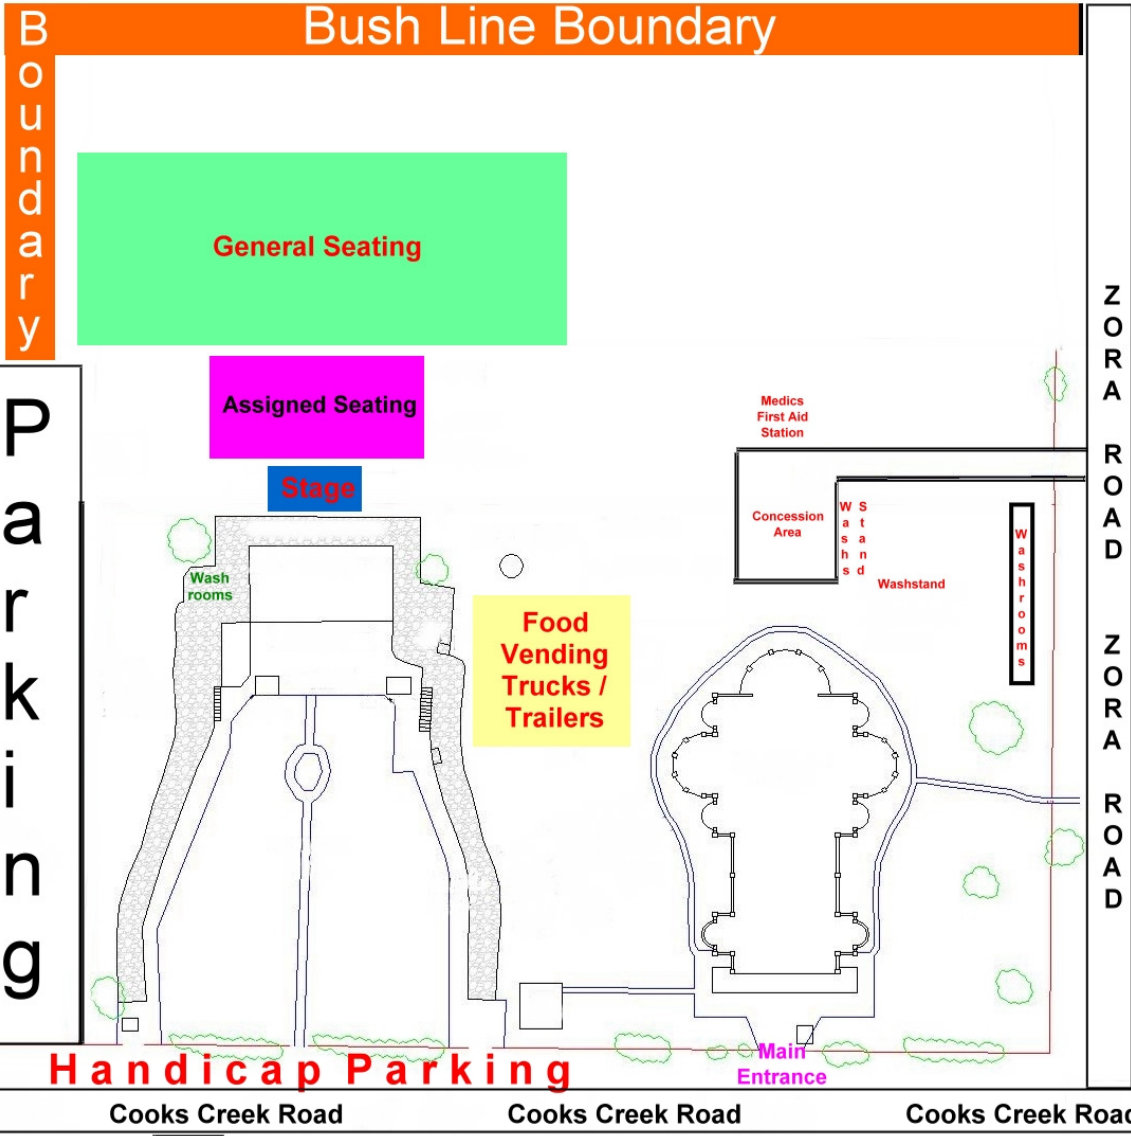 Bush Line Boundary
Boundary
General Seating
Assigned Seating
Stage
Parking
Medics
First Aid
Station
Concession
Area
Washs
Stand
Washstand
Washrooms
Wash
rooms
Food
Vending
Trucks /
Trailers
ZORA ROAD
ZORA ROAD
Main
Entrance
Handicap Parking
Cooks Creek Road
Cooks Creek Road
Cooks Creek Road